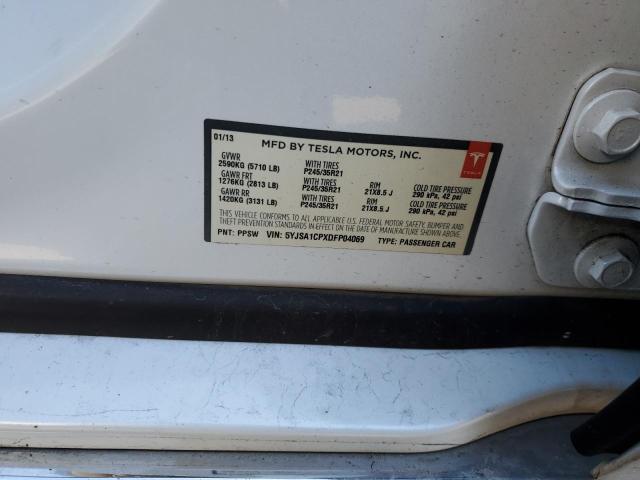 01/13
MFD BY TESLA MOTORS, INC.
GVWR
2590KG (5710 LB)
GAWR FRT
1276KG (2813 LB)
GAWR RR
1420KG (3131 LB)
WITH TIRES
P245/35R21
WITH TIRES
P245/35R21
WITH TIRES
P245/35R21
RIM
21X8.5 J
RIM
21X8.5 J
COLD TIRE PRESSURE
290 kPa, 42 psi
COLD TIRE PRESSURE
290 kPa, 42 psi
TESLA
THIS VEHICLE CONFORMS TO ALL APPLICABLE U.S. FEDERAL MOTOR SAFETY, BUMPER AND
THEFT PREVENTION STANDARDS IN EFFECT ON THE DATE OF MANUFACTURE SHOWN ABOVE.
PNT: PPSW VIN: 5YJSA1CPXDFP04069 TYPE: PASSENGER CAR